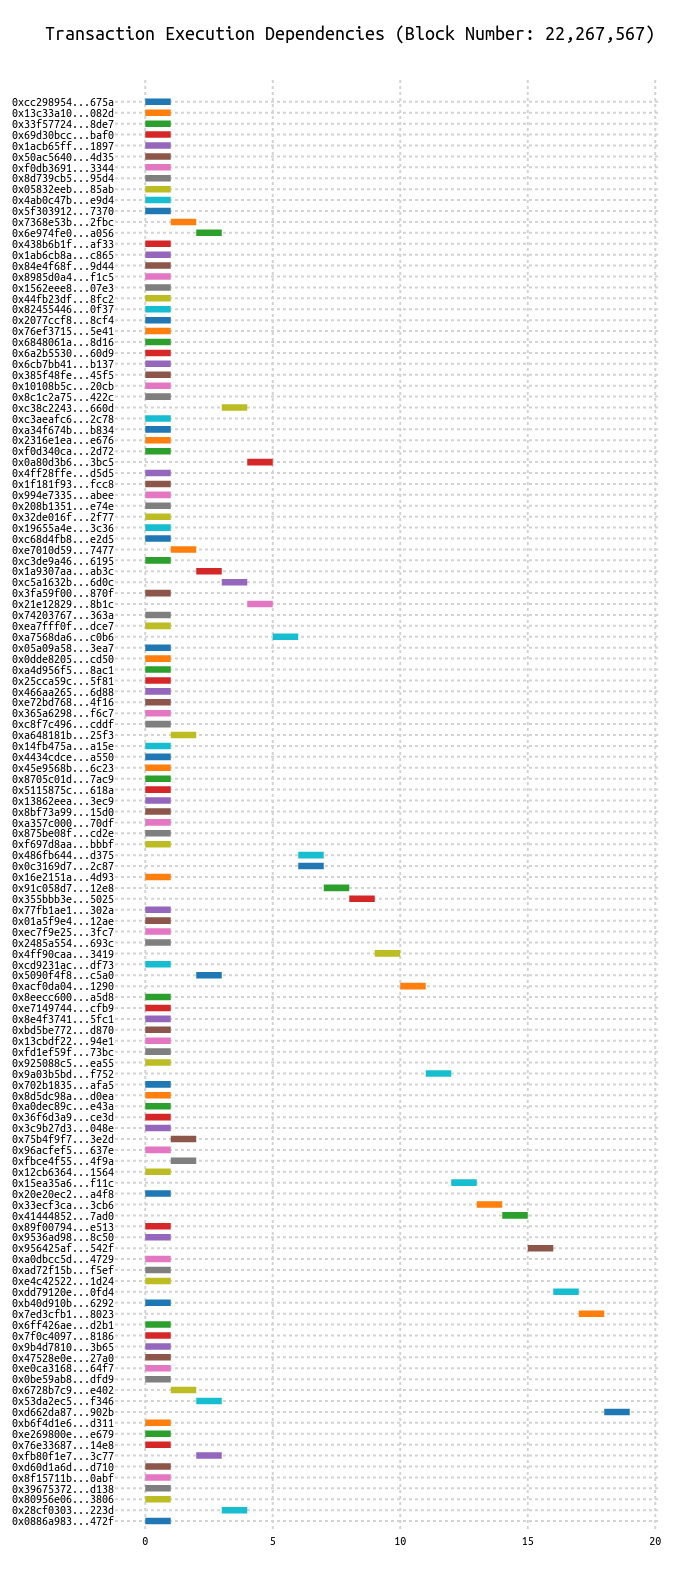 Transaction Execution Dependencies (Block Number: 22,267,567)
0xcc298954...675a
0x13c33a10...082d
0x33f57724...8de7
0x69d30bcc...baf0
0x1acb65ff...1897
0x50ac5640...4d35
0xf0db3691...3344
0x8d739cb5...95d4
0x05832eeb...85ab
0x4ab0c47b...e9d4
0x5f303912...7370
0x7368e53b...2fbc
0x6e974fe0...a056
0x438b6b1f...af33
0x1ab6cb8a...c865
0x84e4f68f...9d44
0x8985d0a4...f1c5
0x1562eee8...07e3
0x44fb23df...8fc2
0x82455446...0f37
0x2077ccf8...8cf4
0x76ef3715...5e41
0x6848061a...8d16
0x6a2b5530...60d9
0x6cb7bb41...b137
0x385f48fe...45f5
0x10108b5c...20cb
0x8c1c2a75...422c
0xc38c2243...660d
0xc3aeafc6...2c78
0xa34f674b...b834
0x2316e1ea...e676
0xf0d340ca...2d72
0x0a80d3b6...3bc5
0x4ff28ffe...d5d5
0x1f181f93...fcc8
0x994e7335...abee
0x208b1351...e74e
0x32de016f...2f77
0x19655a4e...3c36
0xc68d4fb8...e2d5
0xe7010d59...7477
0xc3de9a46...6195
0x1a9307aa...ab3c
0xc5a1632b...6d0c
0x3fa59f00...870f
0x21e12829...8b1c
0x74203767...363a
0xea7fff0f...dce7
0xa7568da6...c0b6
0x05a09a58...3ea7
0x0dde8205...cd50
0xa4d956f5...8ac1
0x25cca59c...5f81
0x466aa265...6d88
0xe72bd768...4f16
0x365a6298...f6c7
0xc8f7c496...cddf
0xa648181b...25f3
0x14fb475a...a15e
0x4434cdce...a550
0x45e9568b...6c23
0x8705c01d...7ac9
0x5115875c...618a
0x13862eea...3ec9
0x8bf73a99...15d0
0xa357c000...70df
0x875be08f...cd2e
0xf697d8aa...bbbf
0x486fb644...d375
0x0c3169d7...2c87
0x16e2151a...4d93
0x91c058d7...12e8
0x355bbb3e...5025
0x77fb1ae1...302a
0x01a5f9e4...12ae
0xec7f9e25...3fc7
0x2485a554...693c
0x4ff90caa...3419
0xcd9231ac...df73
0x5090f4f8...c5a0
0xacf0da04...1290
0x8eecc600...a5d8
0xe7149744...cfb9
0x8e4f3741...5fc1
0xbd5be772...d870
0x13cbdf22...94e1
0xfd1ef59f...73bc
0x925088c5...ea55
0x9a03b5bd...f752
0x702b1835...afa5
0x8d5dc98a...d0ea
0xa0dec89c...e43a
0x36f6d3a9...ce3d
0x3c9b27d3...048e
0x75b4f9f7...3e2d
0x96acfef5...637e
0xfbce4f55...4f9a
0x12cb6364...1564
0x15ea35a6...f11c
0x20e20ec2...a4f8
0x33ecf3ca...3cb6
0x41444852...7ad0
0x89f00794...e513
0x9536ad98...8c50
0x956425af...542f
0xa0dbcc5d...4729
0xad72f15b...f5ef
0xe4c42522...1d24
0xdd79120e...0fd4
0xb40d910b...6292
0x7ed3cfb1...8023
0x6ff426ae...d2b1
0x7f0c4097...8186
0x9b4d7810...3b65
0x47528e0e...27a0
0xe0ca3168...64f7
0x0be59ab8...dfd9
0x6728b7c9...e402
0x53da2ec5...f346
0xd662da87...902b
0xb6f4d1e6...d311
0xe269800e...e679
0x76e33687...14e8
0xfb80f1e7...3c77
0xd60d1a6d...d710
0x8f15711b...0abf
0x39675372...d138
0x80956e06...3806
0x28cf0303...223d
0x0886a983...472f
0 5 10 15 20